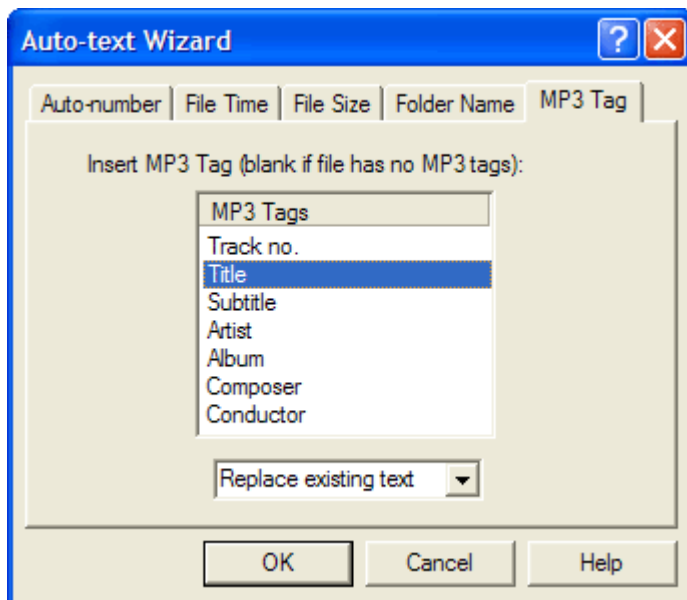 Auto-text Wizard
?
Auto-number File Time File Size Folder Name MP3 Tag
Insert MP3 Tag (blank if file has no MP3 tags):
MP3 Tags
Track no.
Title
Subtitle
Artist
Album
Composer
Conductor
Replace existing text
OK Cancel Help